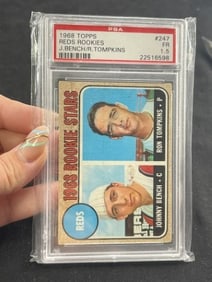 PSA
1968 TOPPS
REDS ROOKIES
J.BENCH/R.TOMPKINS
#247
FR
1.5
22516598
1968 ROOKIE STARS
REDS
RON TOMPKINS - P
JOHNNY BENCH - C